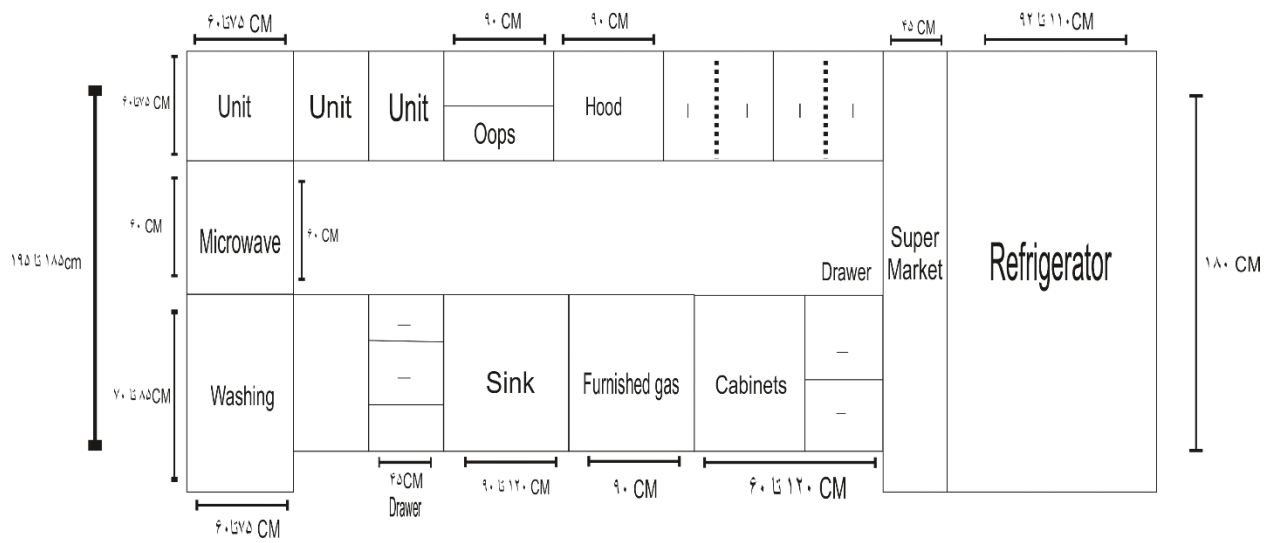 ۶۰تا۷۵ CM
۹۰ CM
۹۰ CM
۴۵ CM
۹۲ تا ۱۱۰ CM
۶۰تا۷۵ CM
Unit
Unit
Unit
Oops
Hood
۶۰ CM
Microwave
۶۰ CM
۱۹۵ تا ۱۸۵cm
Drawer
Super
Market
Refrigerator
۱۸۰ CM
۷۰ تا ۸۵CM
Washing
Sink
Furnished gas
Cabinets
۴۵CM
Drawer
۹۰ تا ۱۲۰ CM
۹۰ CM
۶۰ تا ۱۲۰ CM
۶۰تا۷۵ CM